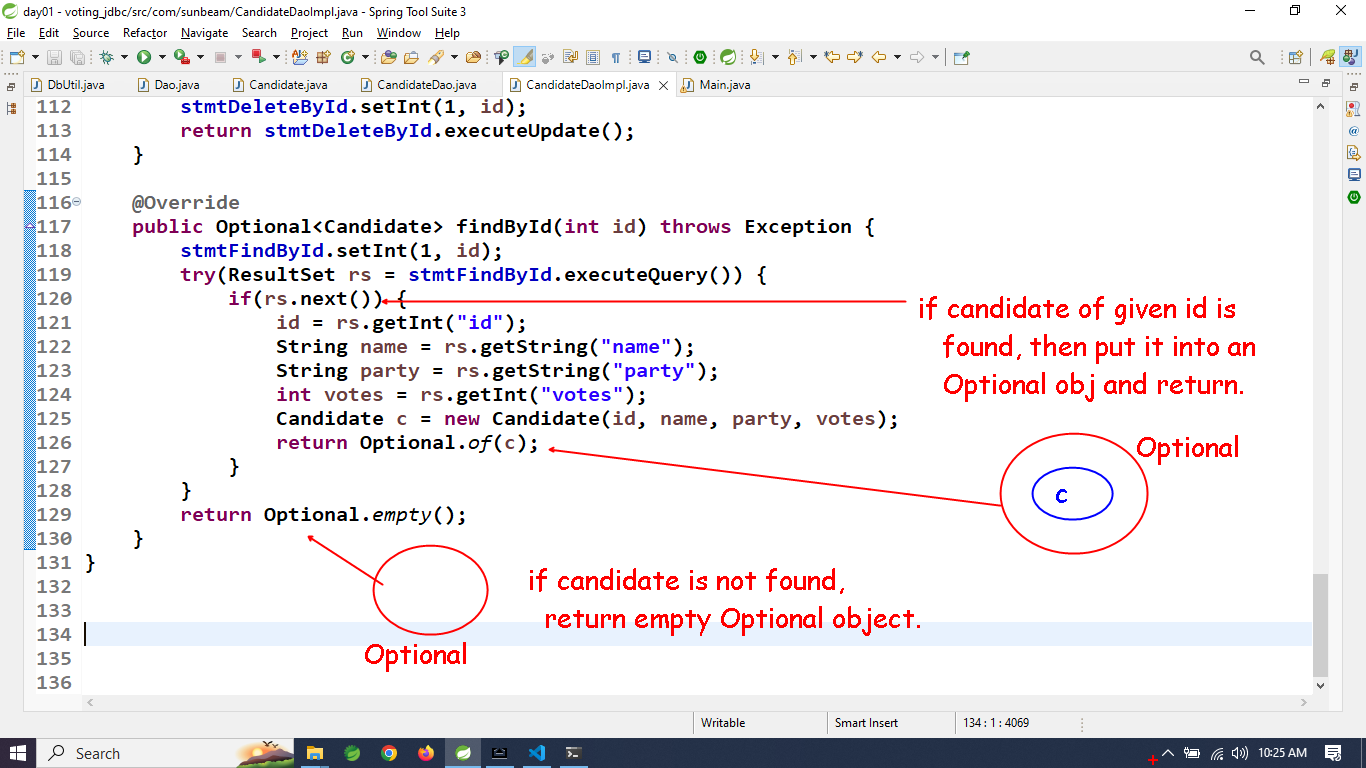 day01 - voting_jdbc/src/com/sunbeam/CandidateDaoImpl.java - Spring Tool Suite 3
File Edit Source Refactor Navigate Search Project Run Window Help
DbUtil.java Dao.java Candidate.java CandidateDao.java CandidateDaoImpl.java Main.java
112 stmtDeleteById.setInt(1, id);
113 return stmtDeleteById.executeUpdate();
114 }
115
116 @Override
117 public Optional<Candidate> findById(int id) throws Exception {
118 stmtFindById.setInt(1, id);
119 try(ResultSet rs = stmtFindById.executeQuery()) {
120 if(rs.next()) {
if candidate of given id is
121 id = rs.getInt("id");
122 String name = rs.getString("name");
found, then put it into an
123 String party = rs.getString("party");
Optional obj and return.
124 int votes = rs.getInt("votes");
125 Candidate c = new Candidate(id, name, party, votes);
126 return Optional.of(c);
Optional
127 }
c
128 }
129 return Optional.empty();
130 }
131 }
132
if candidate is not found,
133
return empty Optional object.
134
135
Optional
136
Writable Smart Insert 134 : 1 : 4069
Search 10:25 AM